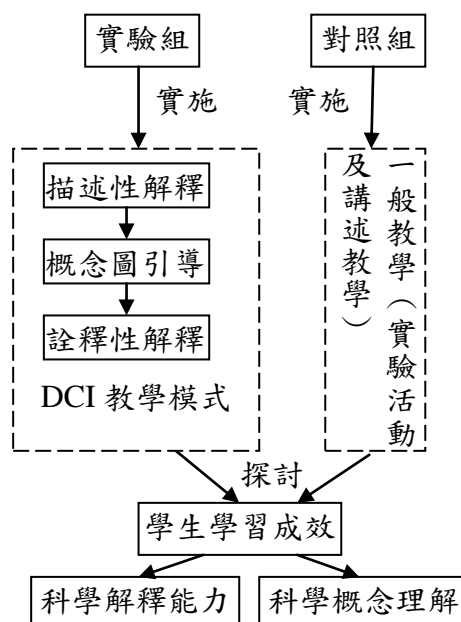 實驗組
對照組
實施
實施
描述性解釋
概念圖引導
詮釋性解釋
DCI 教學模式
一般教學（實驗活動
及講述教學）
探討
學生學習成效
科學解釋能力
科學概念理解